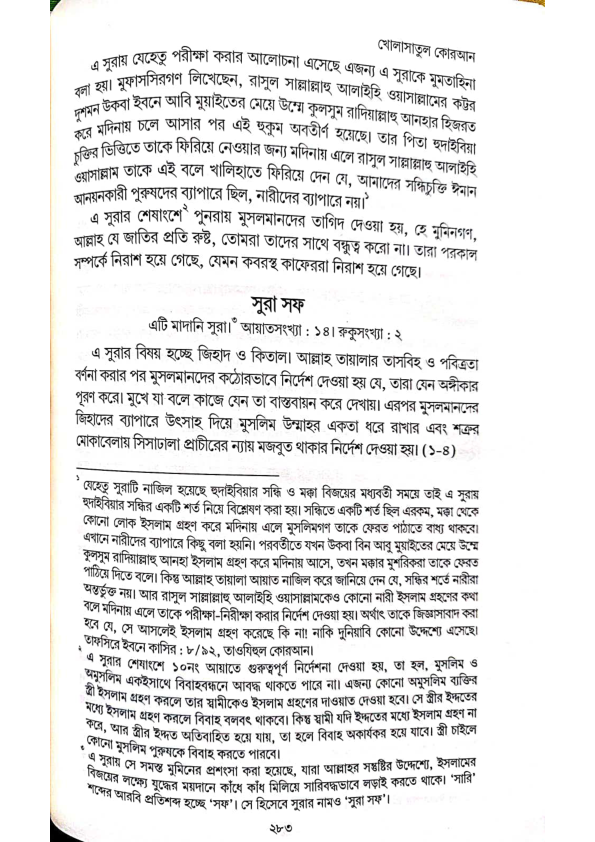 খোলাসাতুল কোরআন
এ সুরায় যেহেতু পরীক্ষা করার আলোচনা এসেছে এজন্য এ সুরাকে মুমতাহিনা
বলা হয়। মুফাসসিরগণ লিখেছেন, রাসুল সাল্লাল্লাহু আলাইহি ওয়াসাল্লামের কট্টর
দুশমন উকবা ইবনে আবি মুয়াইতের মেয়ে উম্মে কুলসুম রাদিয়াল্লাহু আনহার হিজরত
করে মদিনায় চলে আসার পর এই হুকুম অবতীর্ণ হয়েছে। তার পিতা হুদাইবিয়া
চুক্তির ভিত্তিতে তাকে ফিরিয়ে নেওয়ার জন্য মদিনায় এলে রাসুল সাল্লাল্লাহু আলাইহি
ওয়াসাল্লাম তাকে এই বলে খালিহাতে ফিরিয়ে দেন যে, আমাদের সন্ধিচুক্তি ঈমান
আনয়নকারী পুরুষদের ব্যাপারে ছিল, নারীদের ব্যাপারে নয়।১
এ সুরার শেষাংশে২ পুনরায় মুসলমানদের তাগিদ দেওয়া হয়, হে মুমিনগণ,
আল্লাহ যে জাতির প্রতি রুষ্ট, তোমরা তাদের সাথে বন্ধুত্ব করো না। তারা পরকাল
সম্পর্কে নিরাশ হয়ে গেছে, যেমন কবরস্থ কাফেররা নিরাশ হয়ে গেছে।
সুরা সফ
এটি মাদানি সুরা।৩ আয়াতসংখ্যা : ১৪। রুকুসংখ্যা : ২
এ সুরার বিষয় হচ্ছে জিহাদ ও কিতাল। আল্লাহ তায়ালার তাসবিহ ও পবিত্রতা
বর্ণনা করার পর মুসলমানদের কঠোরভাবে নির্দেশ দেওয়া হয় যে, তারা যেন অঙ্গীকার
পূরণ করে। মুখে যা বলে কাজে যেন তা বাস্তবায়ন করে দেখায়। এরপর মুসলমানদের
জিহাদের ব্যাপারে উৎসাহ দিয়ে মুসলিম উম্মাহর একতা ধরে রাখার এবং শত্রুর
মোকাবেলায় সিসাঢালা প্রাচীরের ন্যায় মজবুত থাকার নির্দেশ দেওয়া হয়। (১-৪)
১ যেহেতু সুরাটি নাজিল হয়েছে হুদাইবিয়ার সন্ধি ও মক্কা বিজয়ের মধ্যবর্তী সময়ে তাই এ সুরায়
হুদাইবিয়ার সন্ধির একটি শর্ত নিয়ে বিশ্লেষণ করা হয়। সন্ধিতে একটি শর্ত ছিল এরকম, মক্কা থেকে
কোনো লোক ইসলাম গ্রহণ করে মদিনায় এলে মুসলিমগণ তাকে ফেরত পাঠাতে বাধ্য থাকবে।
এখানে নারীদের ব্যাপারে কিছু বলা হয়নি। পরবর্তীতে যখন উকবা বিন আবু মুয়াইতের মেয়ে উম্মে
কুলসুম রাদিয়াল্লাহু আনহা ইসলাম গ্রহণ করে মদিনায় আসে, তখন মক্কার মুশরিকরা তাকে ফেরত
পাঠিয়ে দিতে বলে। কিন্তু আল্লাহ তায়ালা আয়াত নাজিল করে জানিয়ে দেন যে, সন্ধির শর্তে নারীরা
অন্তর্ভুক্ত নয়। আর রাসুল সাল্লাল্লাহু আলাইহি ওয়াসাল্লামকেও কোনো নারী ইসলাম গ্রহণের কথা
বলে মদিনায় এলে তাকে পরীক্ষা-নিরীক্ষা করার নির্দেশ দেওয়া হয়। অর্থাৎ তাকে জিজ্ঞাসাবাদ করা
হবে যে, সে আসলেই ইসলাম গ্রহণ করেছে কি না! নাকি দুনিয়াবি কোনো উদ্দেশ্যে এসেছে।
তাফসিরে ইবনে কাসির : ৮/৯২, তাওযিহুল কোরআন।
২ এ সুরার শেষাংশে ১০নং আয়াতে গুরুত্বপূর্ণ নির্দেশনা দেওয়া হয়, তা হল, মুসলিম ও
অমুসলিম একইসাথে বিবাহবন্ধনে আবদ্ধ থাকতে পারে না। এজন্য কোনো অমুসলিম ব্যক্তির
স্ত্রী ইসলাম গ্রহণ করলে তার স্বামীকেও ইসলাম গ্রহণের দাওয়াত দেওয়া হবে। সে স্ত্রীর ইদ্দতের
মধ্যে ইসলাম গ্রহণ করলে বিবাহ বলবৎ থাকবে। কিন্তু স্বামী যদি ইদ্দতের মধ্যে ইসলাম গ্রহণ না
করে, আর স্ত্রীর ইদ্দত অতিবাহিত হয়ে যায়, তা হলে বিবাহ অকার্যকর হয়ে যাবে। স্ত্রী চাইলে
কোনো মুসলিম পুরুষকে বিবাহ করতে পারবে।
৩ এ সুরায় সে সমস্ত মুমিনের প্রশংসা করা হয়েছে, যারা আল্লাহর সন্তুষ্টির উদ্দেশ্যে, ইসলামের
বিজয়ের লক্ষ্যে যুদ্ধের ময়দানে কাঁধে কাঁধ মিলিয়ে সারিবদ্ধভাবে লড়াই করতে থাকে। ‘সারি’
শব্দের আরবি প্রতিশব্দ হচ্ছে ‘সফ’। সে হিসেবে সুরার নামও ‘সুরা সফ’।
২৮৩